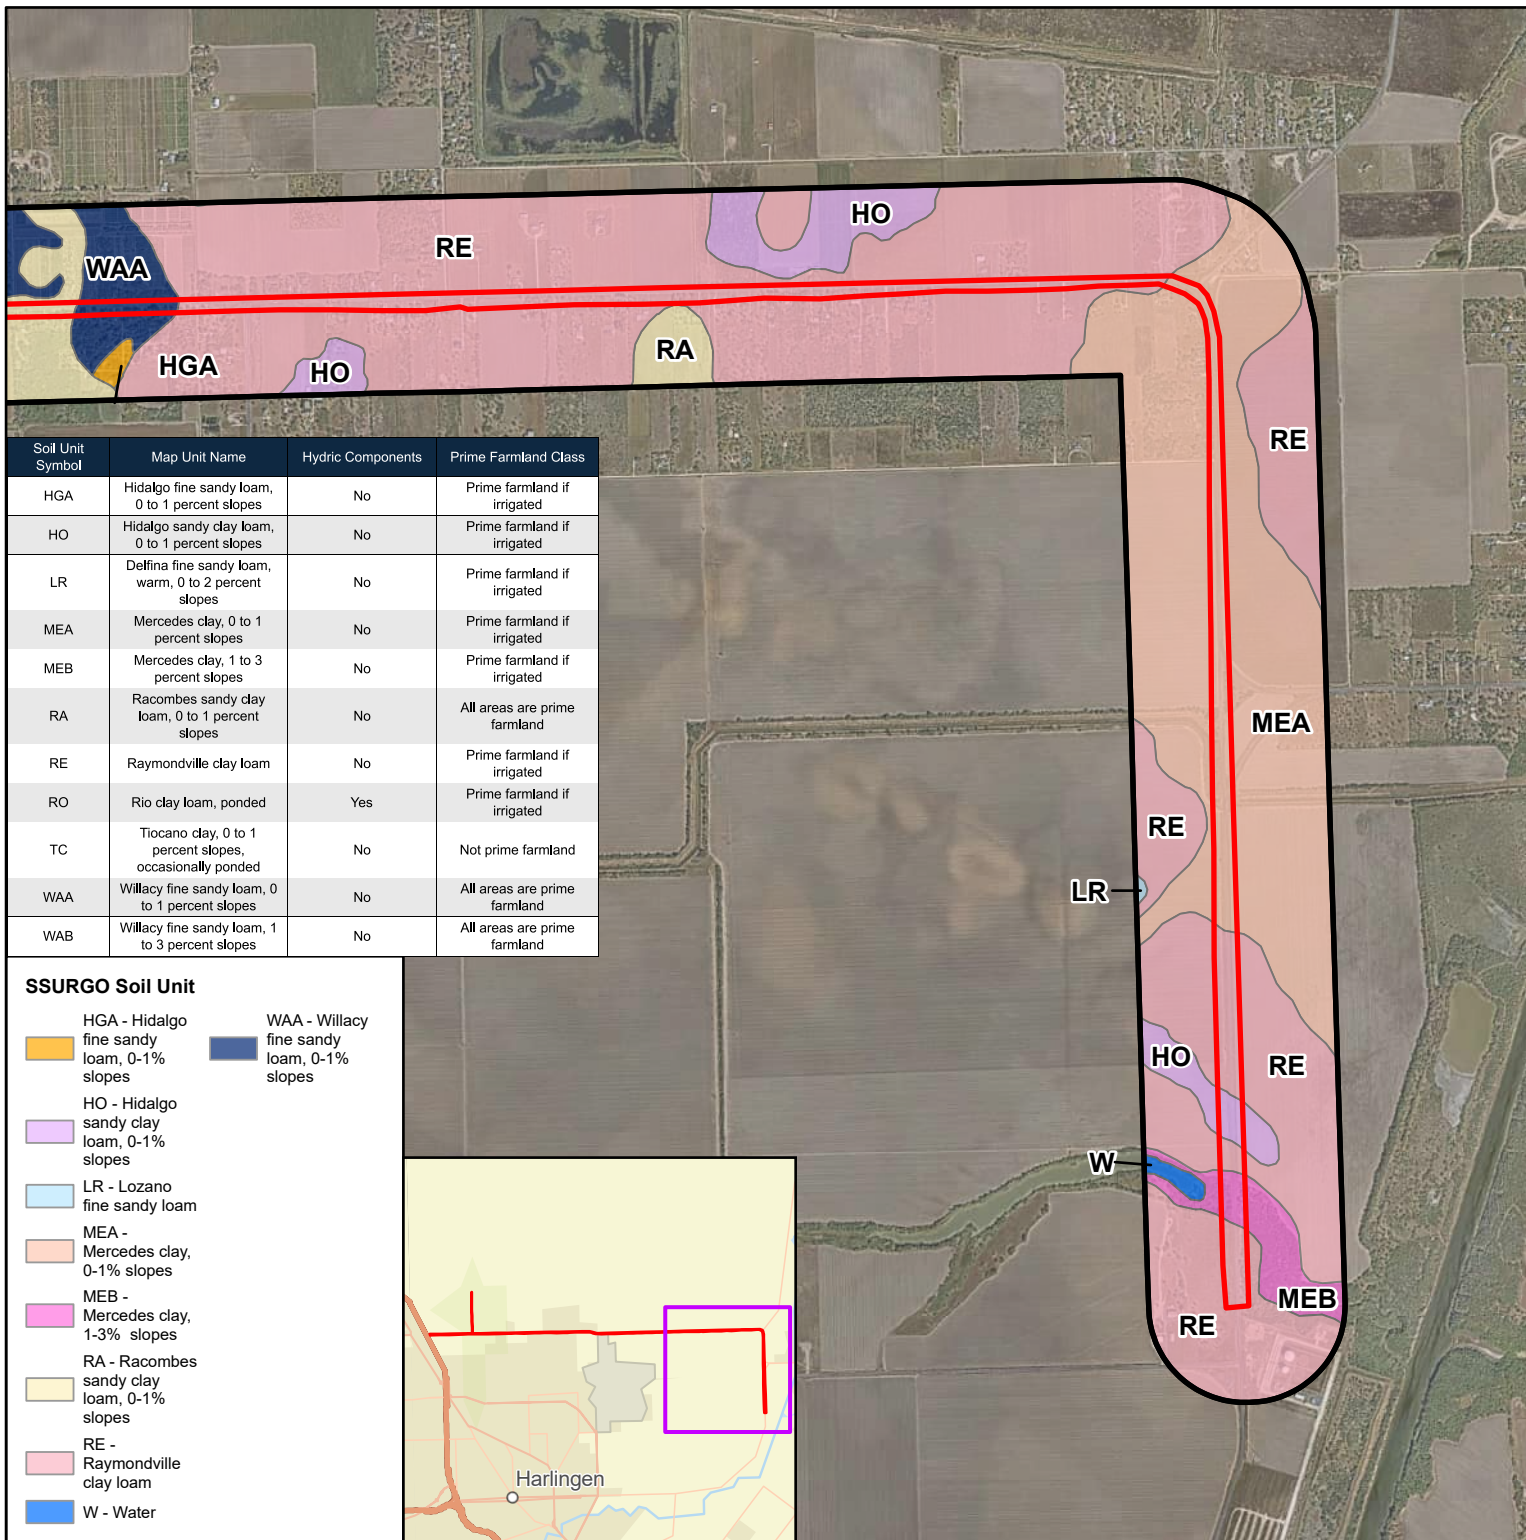 HO
RE
WAA
HGA
HO
RA
RE
MEA
RE
LR
HO
RE
W
MEB
RE
Soil Unit Symbol
Map Unit Name
Hydric Components
Prime Farmland Class
HGA
Hidalgo fine sandy loam,
0 to 1 percent slopes
No
Prime farmland if
irrigated
HO
Hidalgo sandy clay loam,
0 to 1 percent slopes
No
Prime farmland if
irrigated
LR
Delfina fine sandy loam,
warm, 0 to 2 percent
slopes
No
Prime farmland if
irrigated
MEA
Mercedes clay, 0 to 1
percent slopes
No
Prime farmland if
irrigated
MEB
Mercedes clay, 1 to 3
percent slopes
No
Prime farmland if
irrigated
RA
Racombes sandy clay
loam, 0 to 1 percent
slopes
No
All areas are prime
farmland
RE
Raymondville clay loam
No
Prime farmland if
irrigated
RO
Rio clay loam, ponded
Yes
Prime farmland if
irrigated
TC
Tiocano clay, 0 to 1
percent slopes,
occasionally ponded
No
Not prime farmland
WAA
Willacy fine sandy loam, 0
to 1 percent slopes
No
All areas are prime
farmland
WAB
Willacy fine sandy loam, 1
to 3 percent slopes
No
All areas are prime
farmland
SSURGO Soil Unit
HGA - Hidalgo
fine sandy
loam, 0-1%
slopes
HO - Hidalgo
sandy clay
loam, 0-1%
slopes
LR - Lozano
fine sandy loam
MEA -
Mercedes clay,
0-1% slopes
MEB -
Mercedes clay,
1-3% slopes
RA - Racombes
sandy clay
loam, 0-1%
slopes
RE -
Raymondville
clay loam
W - Water
WAA - Willacy
fine sandy
loam, 0-1%
slopes
Harlingen